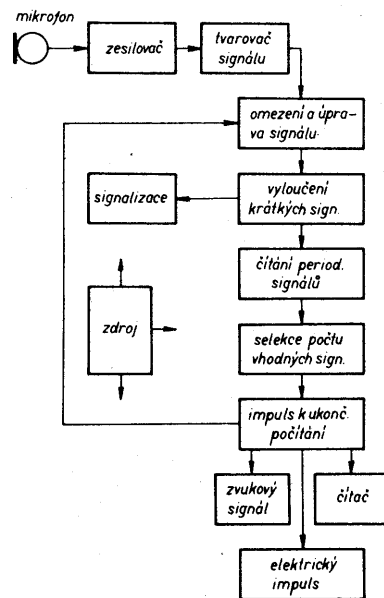 mikrofon
zesilovač
tvarovač
signálu
omezení a úpra-
va signálu
vyloučení
krátkých sign.
signalizace
čítání period.
signálů
zdroj
selekce počtu
vhodných sign.
impuls k ukonč.
počítání
zvukový
signál
čítač
elektrický
impuls